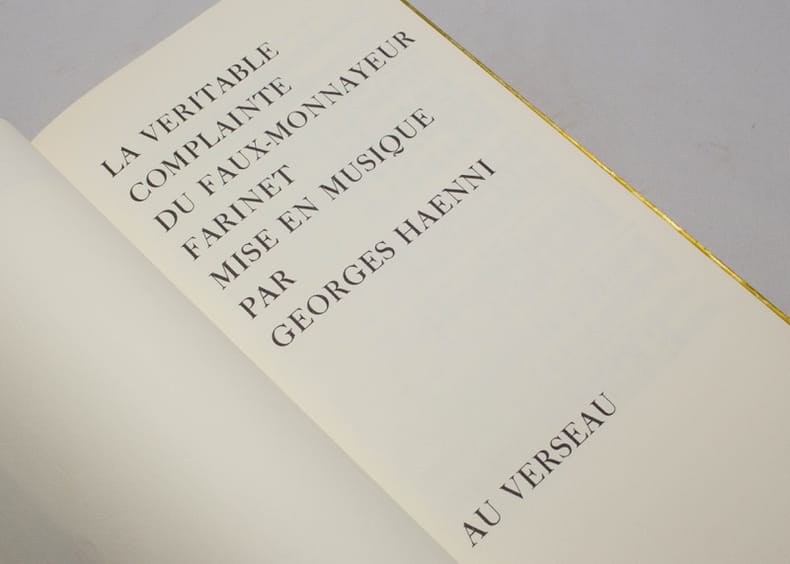 LA VERITABLE
COMPLAINTE
DU FAUX-MONNAYEUR
FARINET
MISE EN MUSIQUE
PAR
GEORGES HAENNI
AU VERSEAU